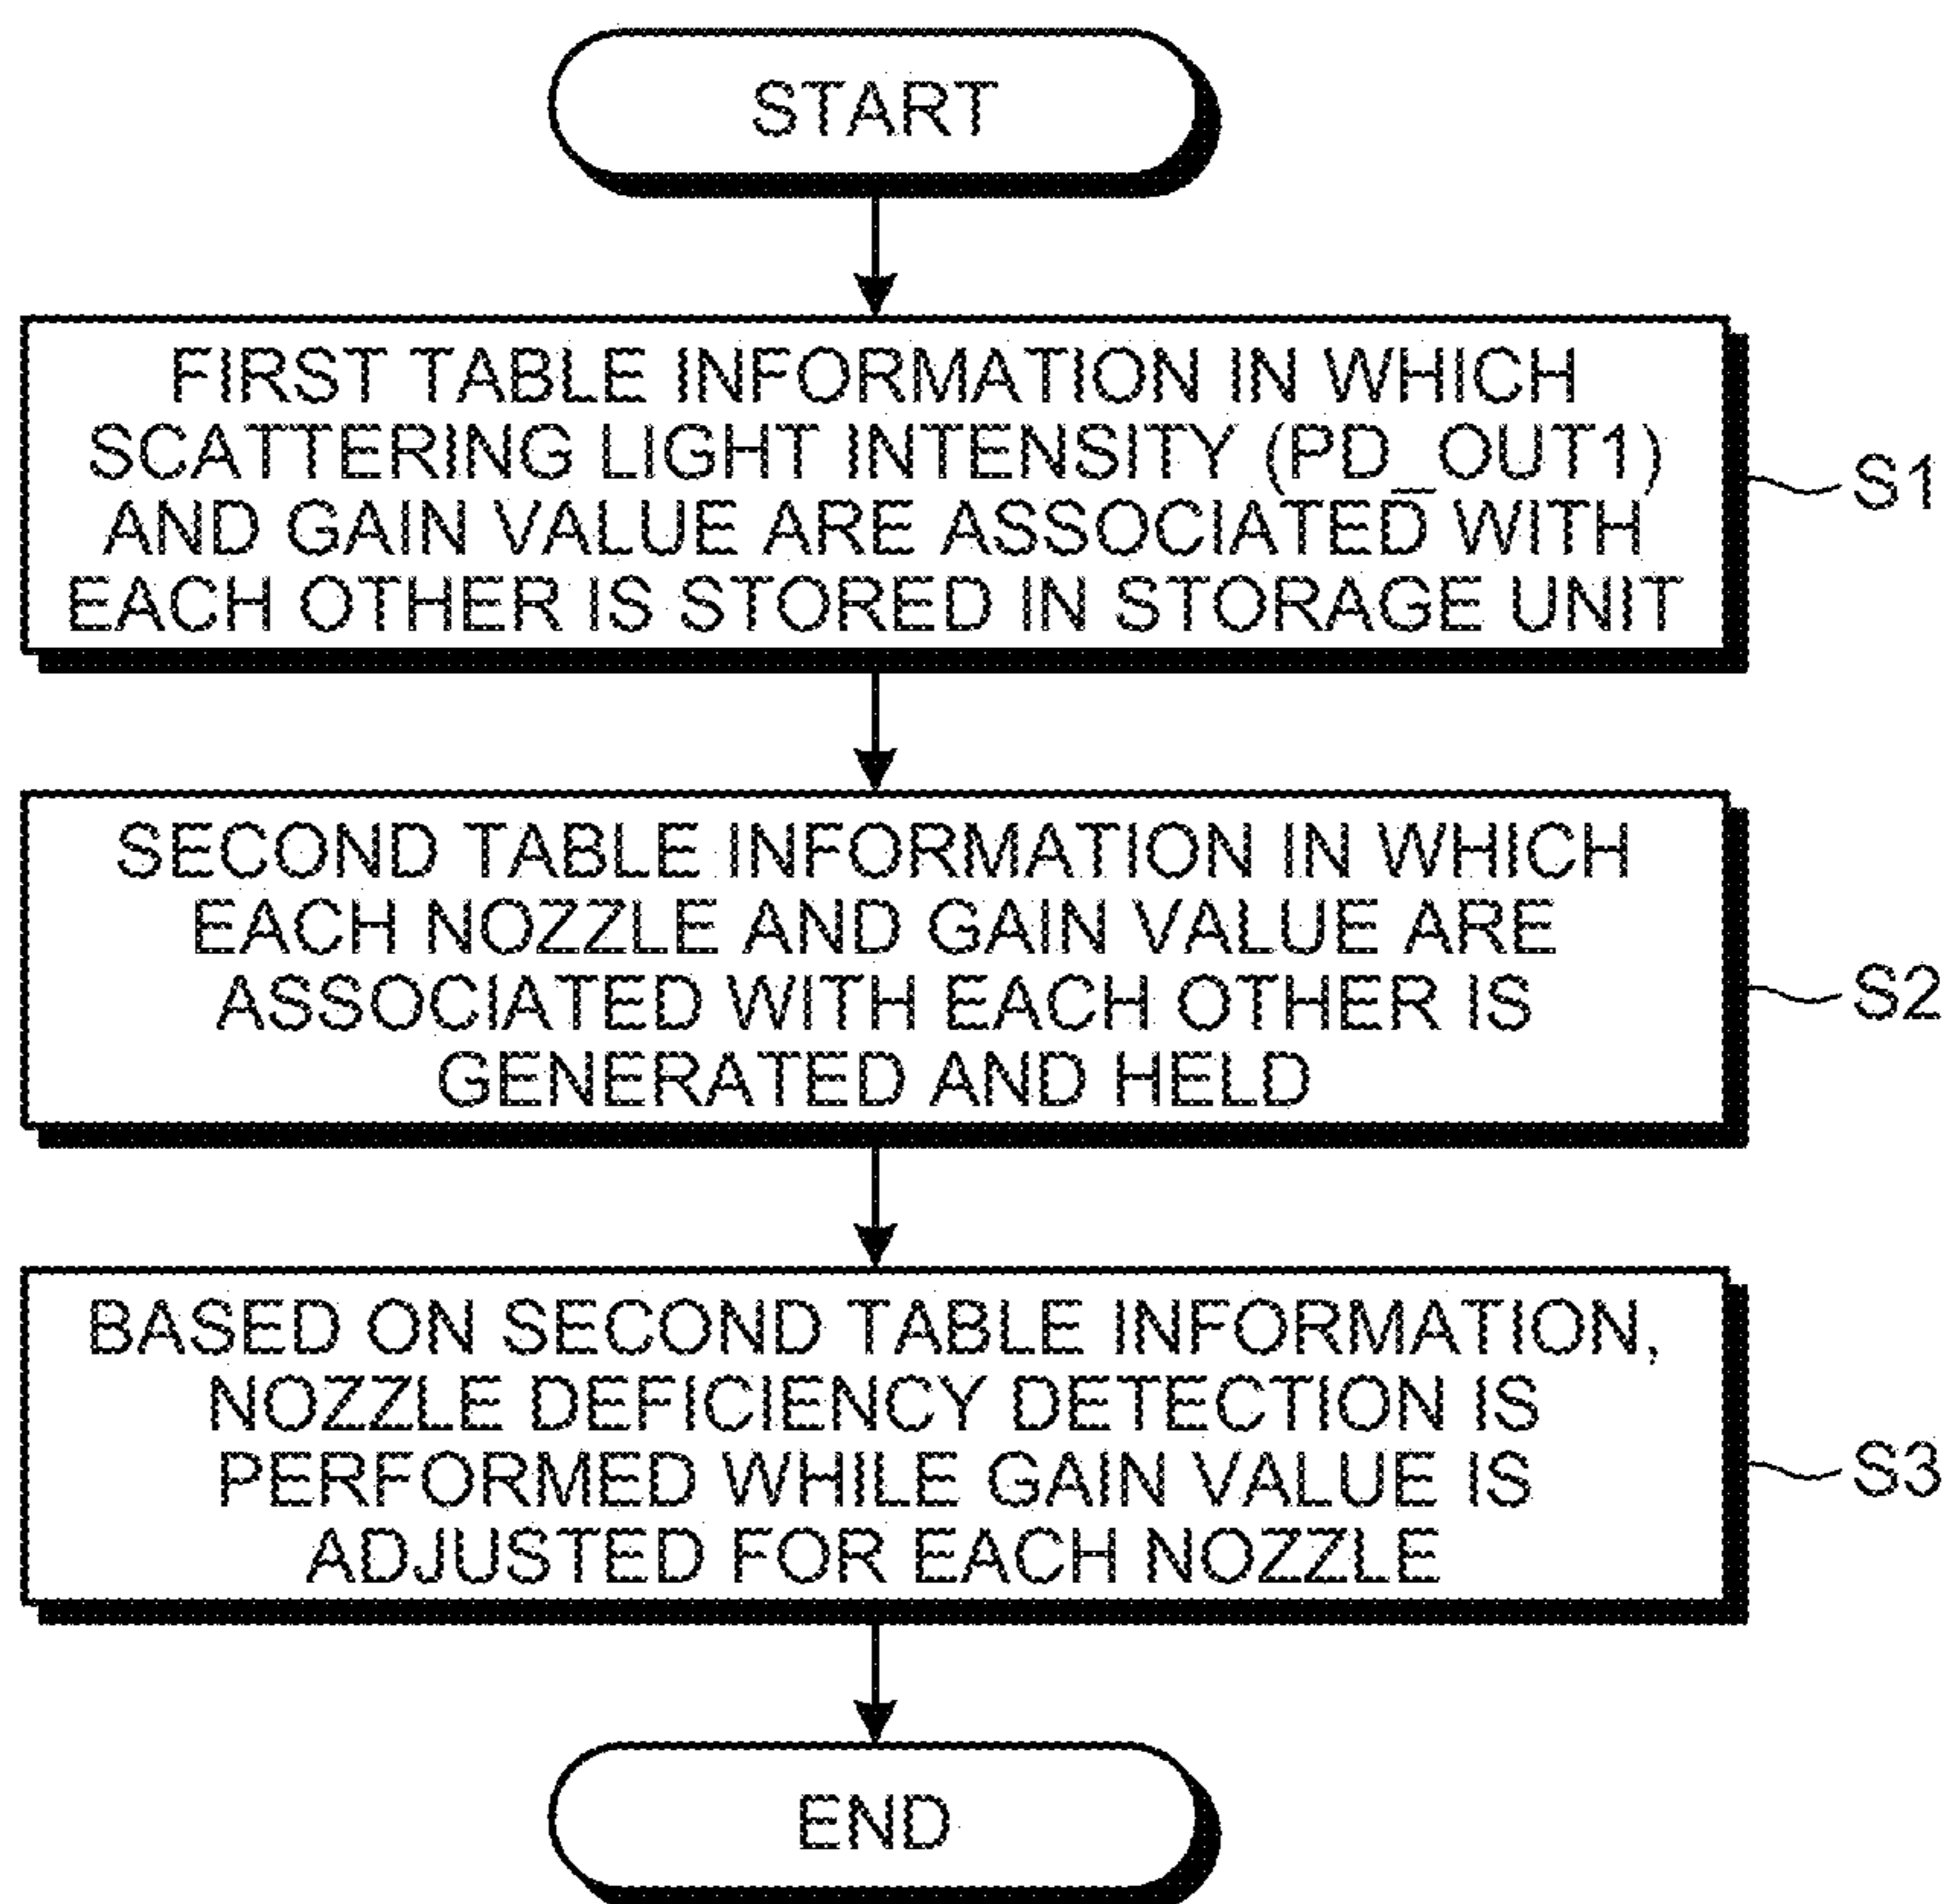 START
FIRST TABLE INFORMATION IN WHICH
SCATTERING LIGHT INTENSITY (PD_OUT1)
AND GAIN VALUE ARE ASSOCIATED WITH
EACH OTHER IS STORED IN STORAGE UNIT
S1
SECOND TABLE INFORMATION IN WHICH
EACH NOZZLE AND GAIN VALUE ARE
ASSOCIATED WITH EACH OTHER IS
GENERATED AND HELD
S2
BASED ON SECOND TABLE INFORMATION,
NOZZLE DEFICIENCY DETECTION IS
PERFORMED WHILE GAIN VALUE IS
ADJUSTED FOR EACH NOZZLE
S3
END